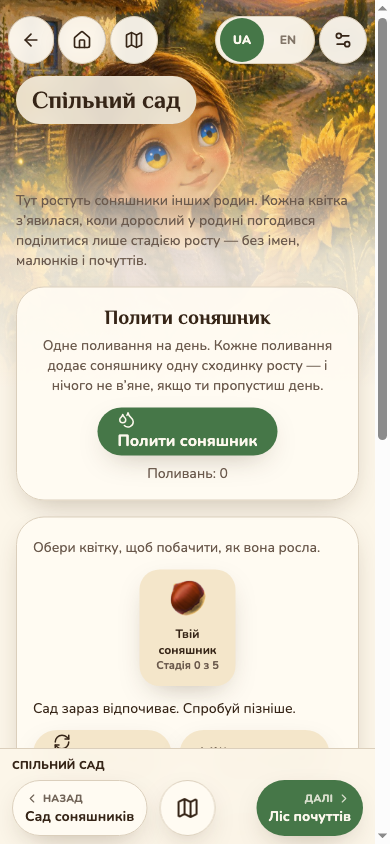 UA EN
Спільний сад
Тут ростуть соняшники інших родин. Кожна квітка
з’явилася, коли дорослий у родині погодився
поділитися лише стадією росту — без імен,
малюнків і почуттів.
Полити соняшник
Одне поливання на день. Кожне поливання
додає соняшнику одну сходинку росту — і
нічого не в’яне, якщо ти пропустиш день.
Полити соняшник
Поливань: 0
Обери квітку, щоб побачити, як вона росла.
Твій
соняшник
Стадія 0 з 5
Сад зараз відпочиває. Спробуй пізніше.
СПІЛЬНИЙ САД
НАЗАД
Сад соняшників
ДАЛІ
Ліс почуттів